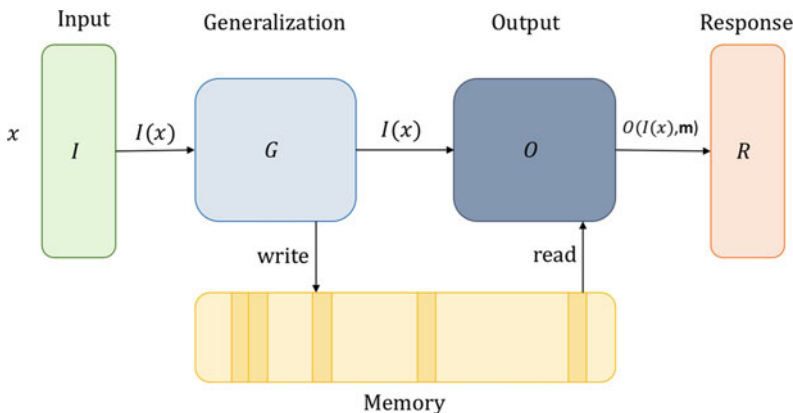 Input
Generalization
Output
Response
x
I
I(x)
G
I(x)
O
O(I(x),m)
R
write
read
Memory